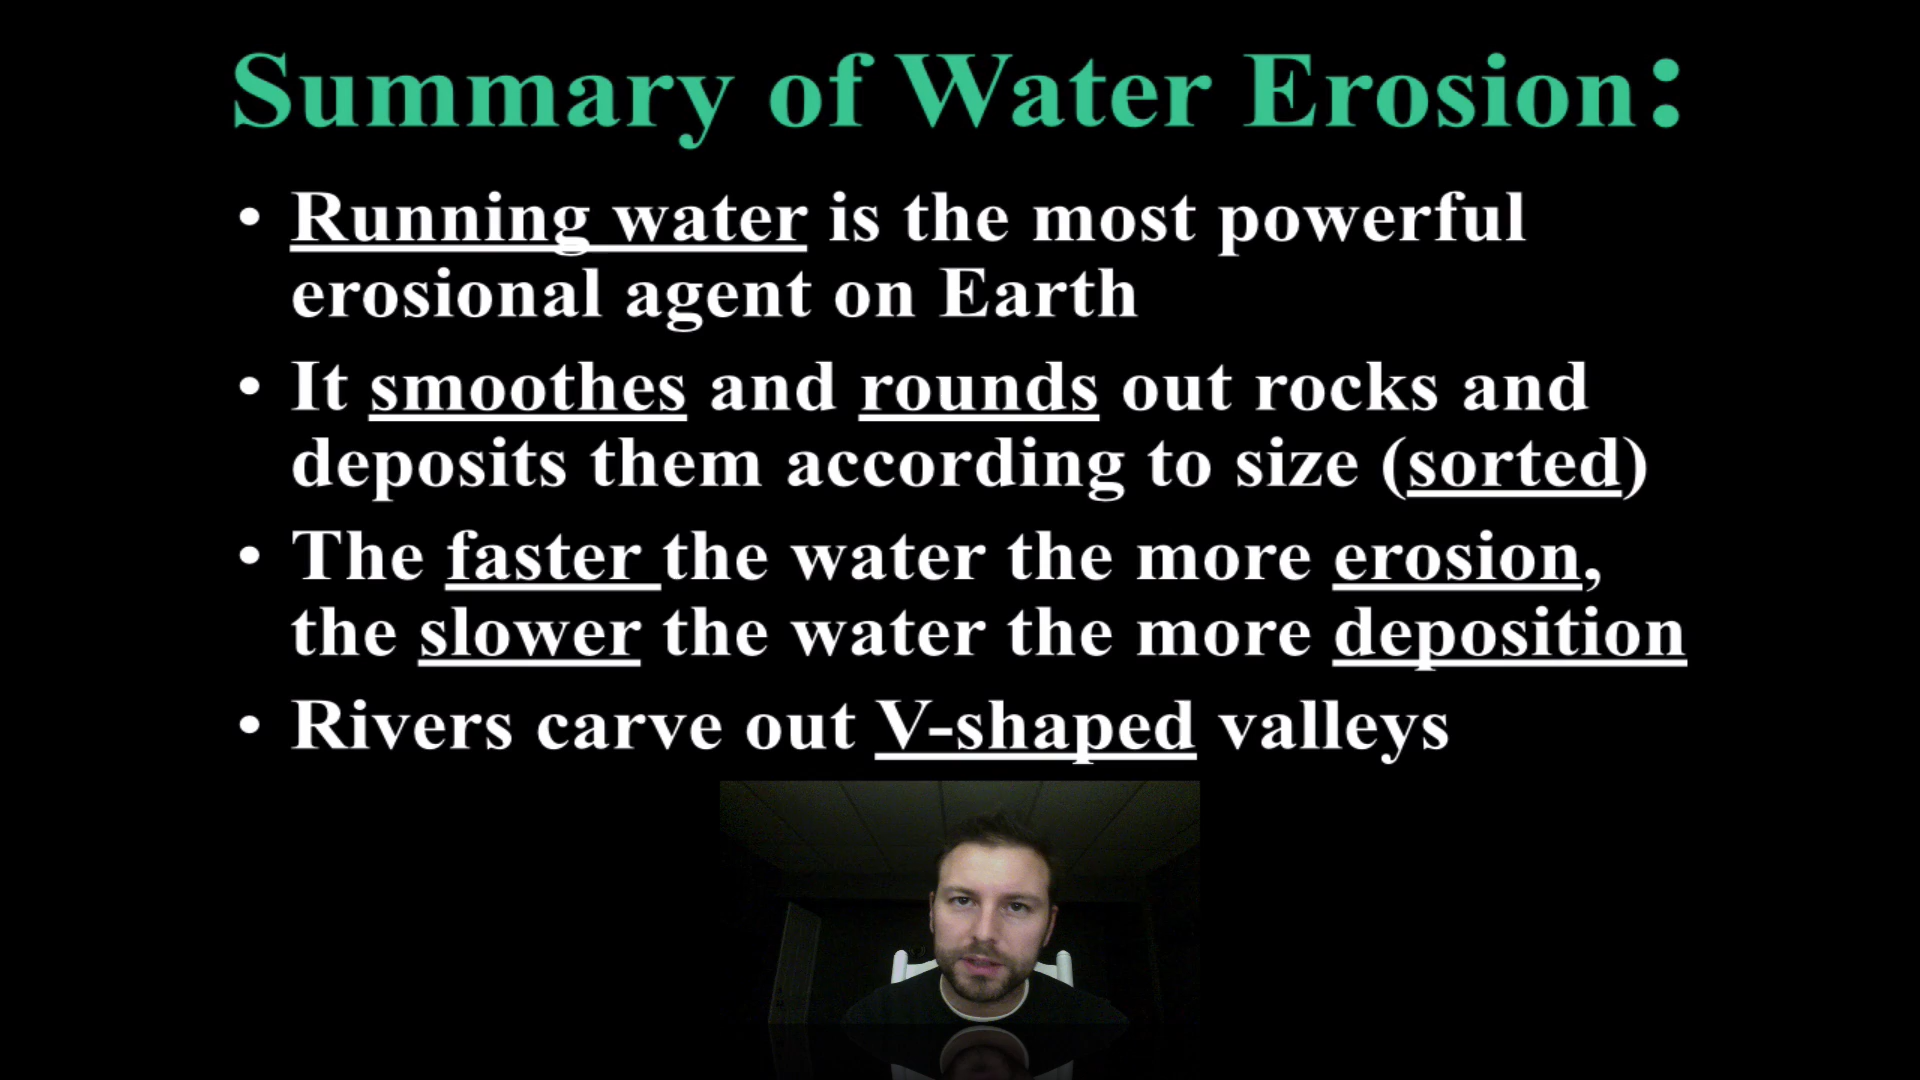 Summary of Water Erosion:
• Running water is the most powerful
erosional agent on Earth
• It smoothes and rounds out rocks and
deposits them according to size (sorted)
• The faster the water the more erosion,
the slower the water the more deposition
• Rivers carve out V-shaped valleys